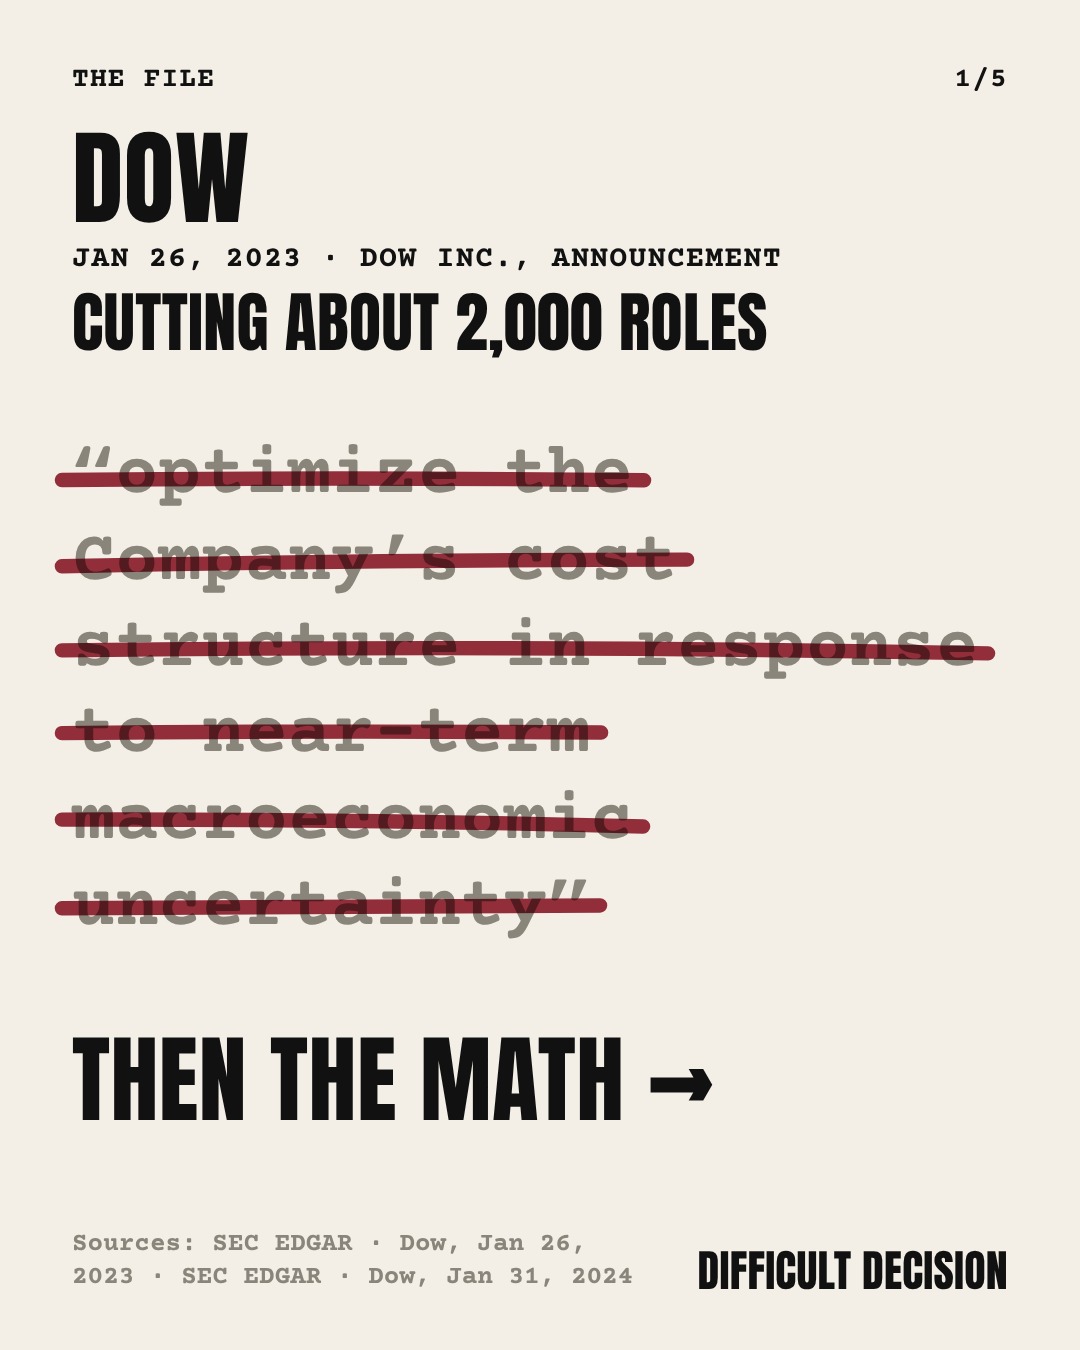 THE FILE
1/5
DOW
JAN 26, 2023 · DOW INC., ANNOUNCEMENT
CUTTING ABOUT 2,000 ROLES
“optimize the
Company’s cost
structure in response
to near-term
macroeconomic
uncertainty”
THEN THE MATH →
Sources: SEC EDGAR · Dow, Jan 26,
2023 · SEC EDGAR · Dow, Jan 31, 2024
DIFFICULT DECISION